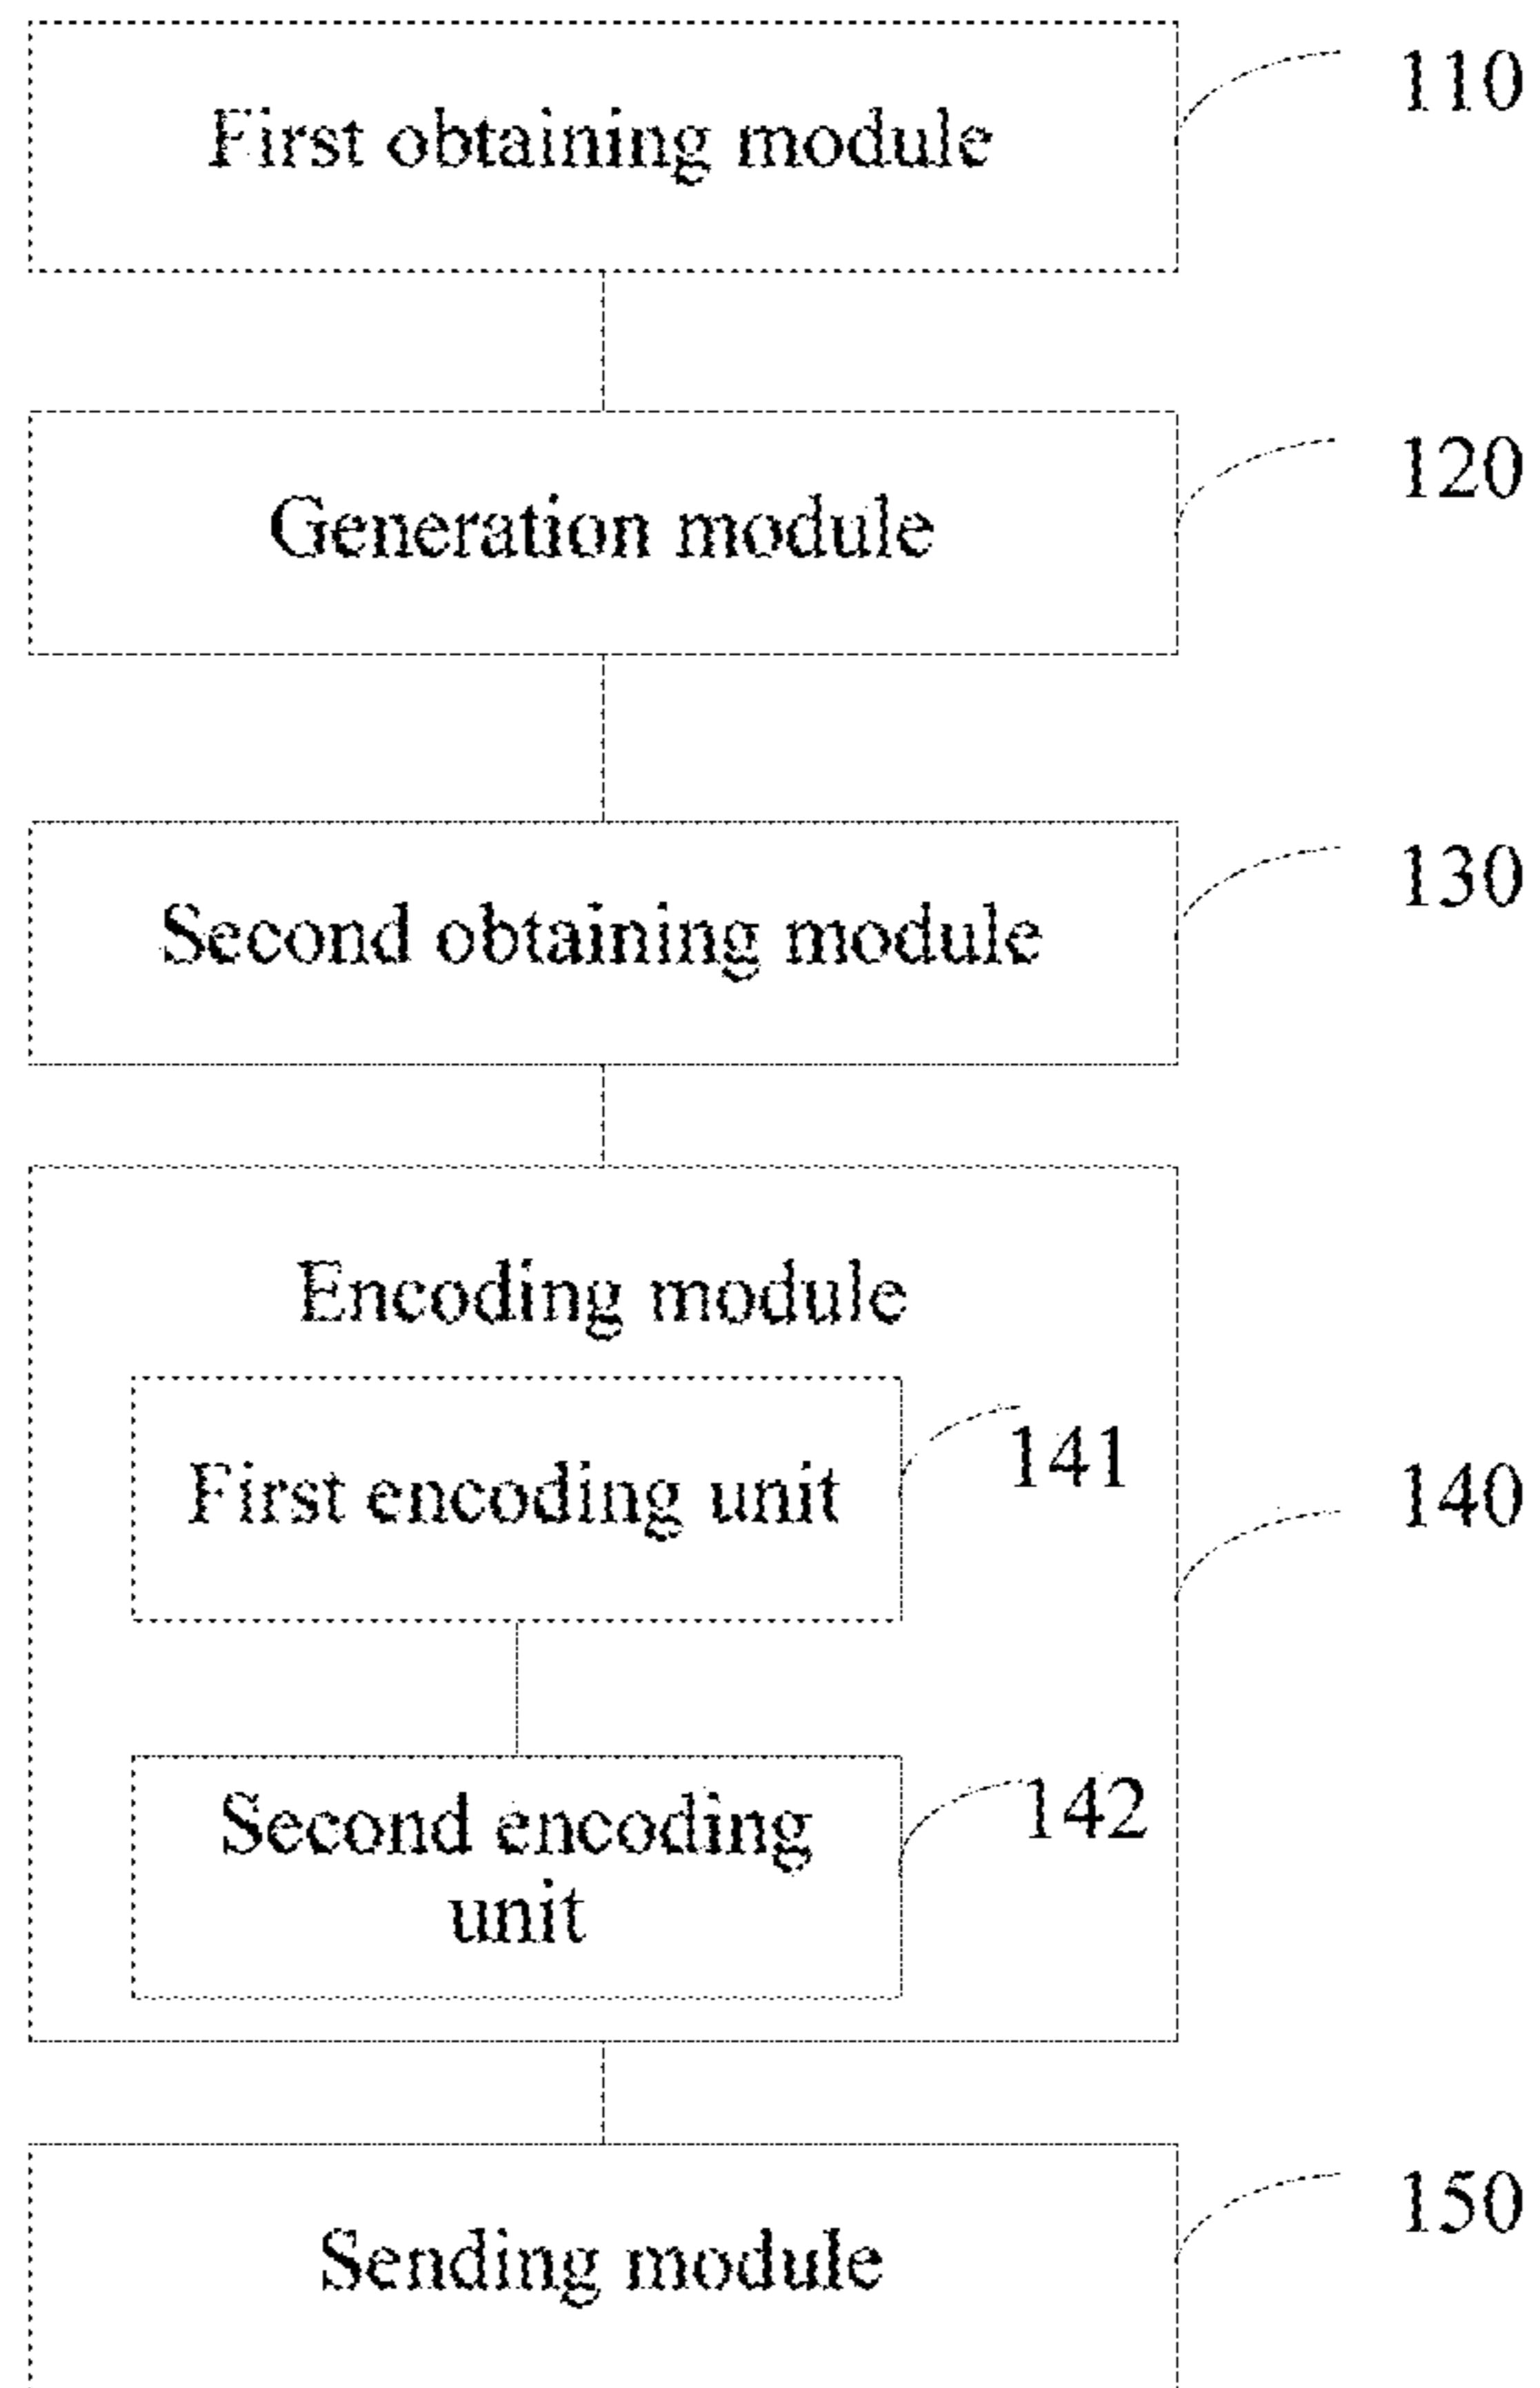 First obtaining module
110
Generation module
120
Second obtaining module
130
Encoding module
First encoding unit
141
140
Second encoding
unit
142
Sending module
150